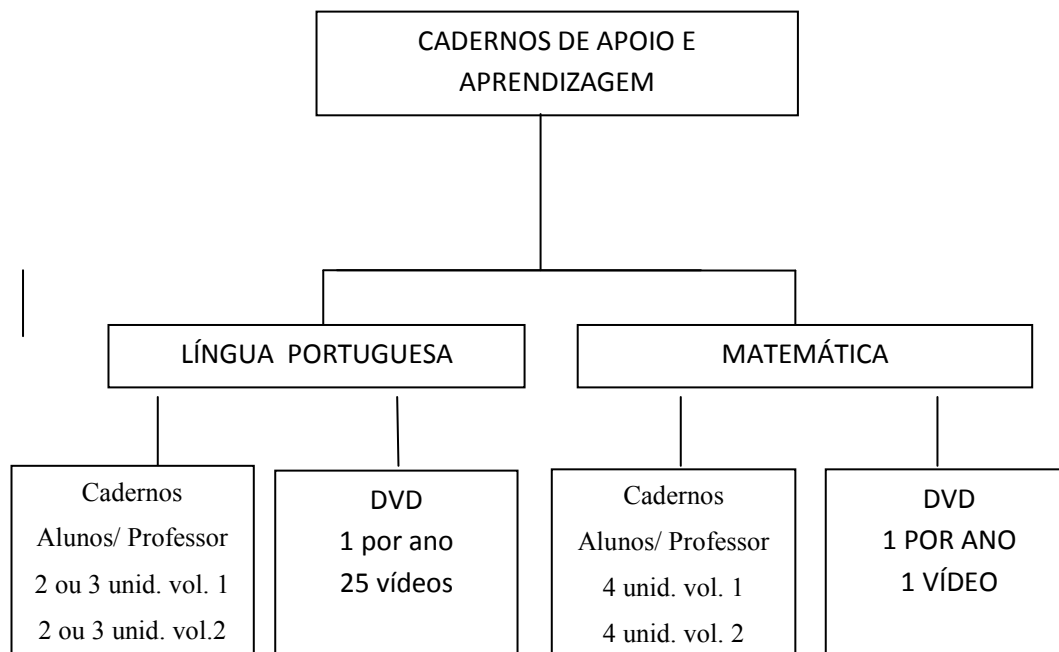 CADERNOS DE APOIO E
APRENDIZAGEM
LÍNGUA PORTUGUESA
MATEMÁTICA
Cadernos
Alunos/ Professor
2 ou 3 unid. vol. 1
2 ou 3 unid. vol.2
DVD
1 por ano
25 vídeos
Cadernos
Alunos/ Professor
4 unid. vol. 1
4 unid. vol. 2
DVD
1 POR ANO
1 VÍDEO